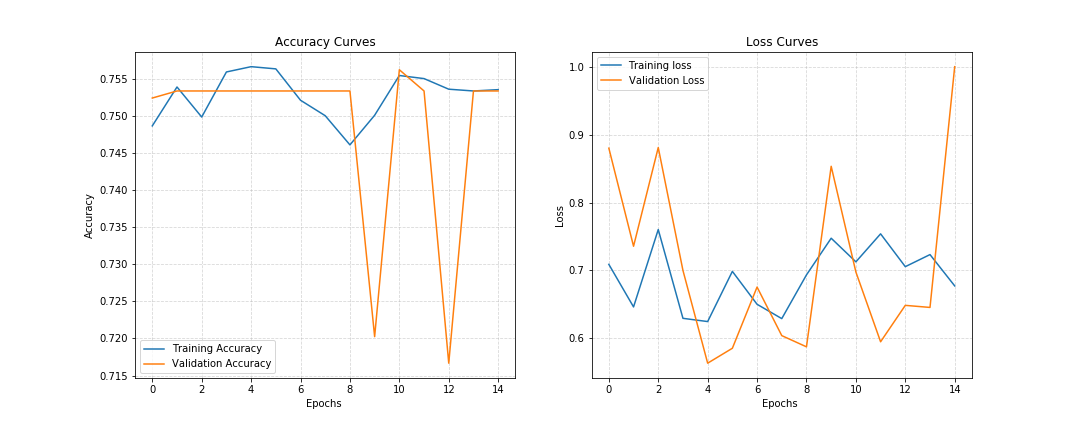 Accuracy Curves
Accuracy
0.755
0.750
0.745
0.740
0.735
0.730
0.725
0.720
0.715
Training Accuracy
Validation Accuracy
0 2 4 6 8 10 12 14
Epochs
Loss Curves
Loss
Training loss
Validation Loss
1.0
0.9
0.8
0.7
0.6
0 2 4 6 8 10 12 14
Epochs